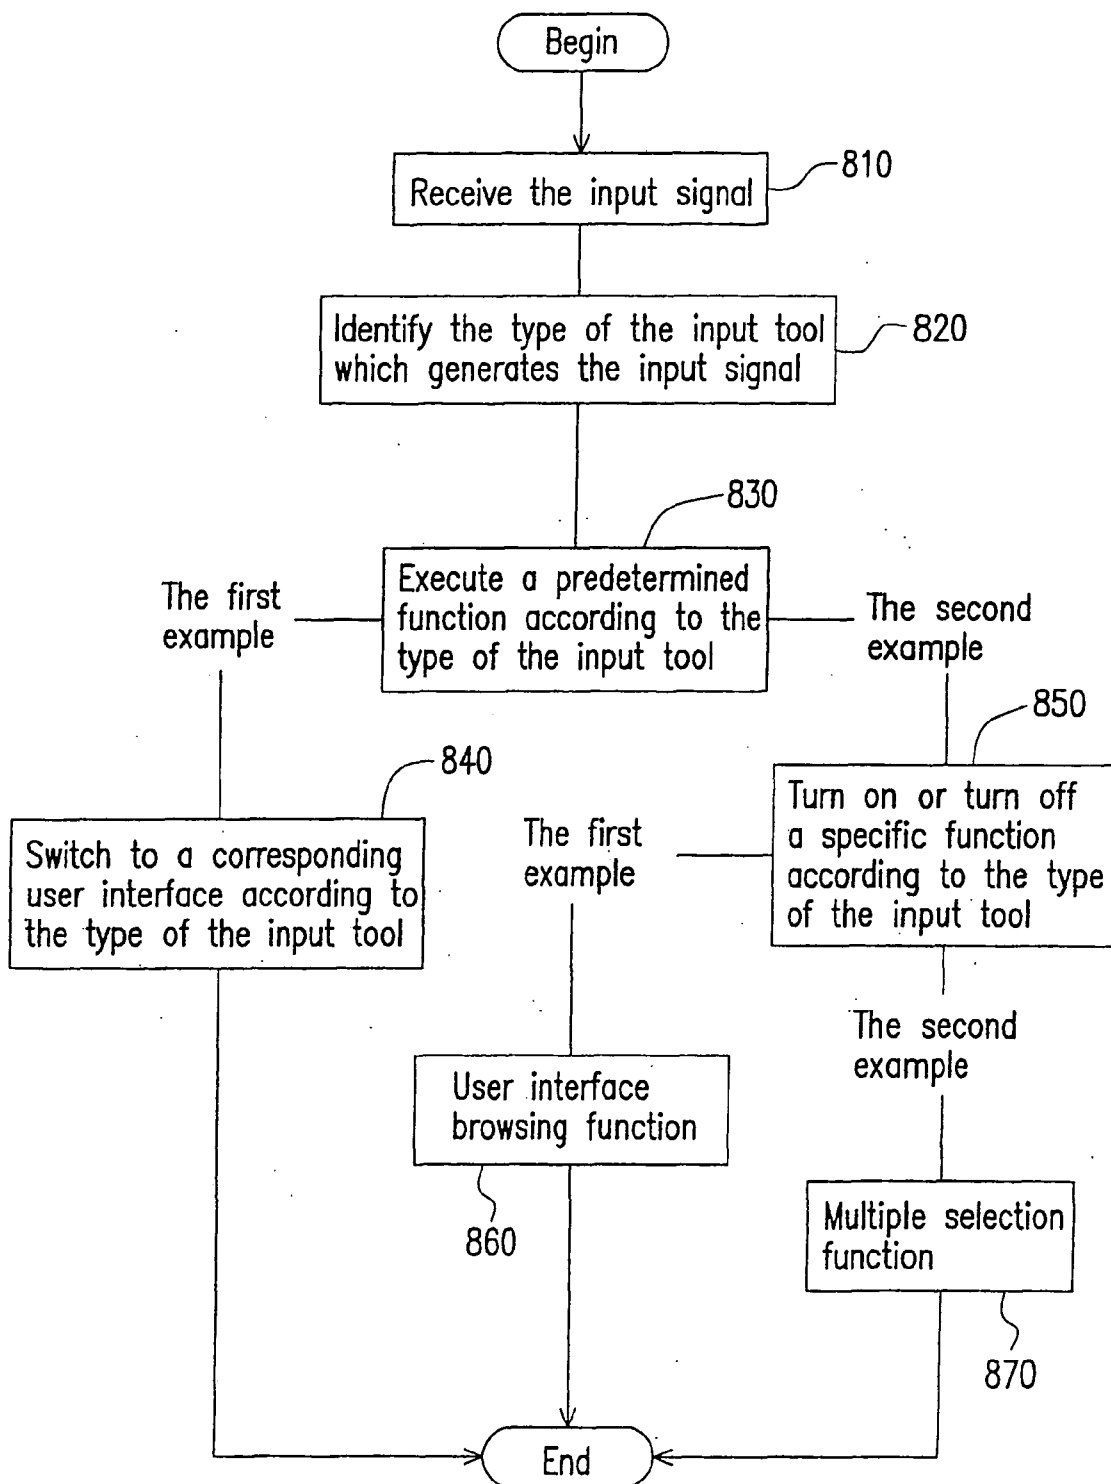 Begin
Receive the input signal
810
Identify the type of the input tool
which generates the input signal
820
830
Execute a predetermined
function according to the
type of the input tool
The first
example
The second
example
840
Switch to a corresponding
user interface according to
the type of the input tool
850
Turn on or turn off
a specific function
according to the type
of the input tool
The first
example
The second
example
User interface
browsing function
860
Multiple selection
function
870
End